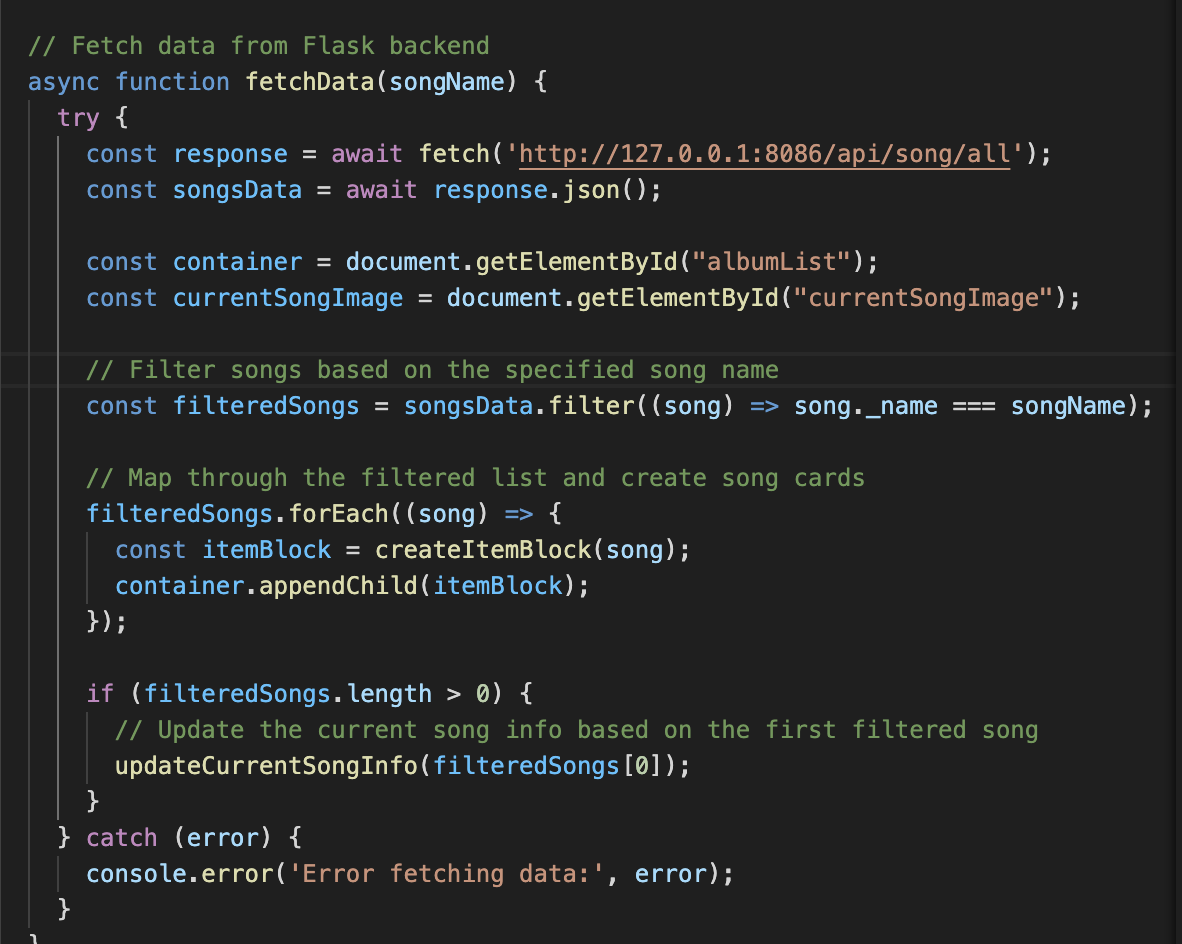 // Fetch data from Flask backend
async function fetchData(songName) {
  try {
    const response = await fetch('http://127.0.0.1:8086/api/song/all');
    const songsData = await response.json();

    const container = document.getElementById("albumList");
    const currentSongImage = document.getElementById("currentSongImage");

    // Filter songs based on the specified song name
    const filteredSongs = songsData.filter((song) => song._name === songName);

    // Map through the filtered list and create song cards
    filteredSongs.forEach((song) => {
      const itemBlock = createItemBlock(song);
      container.appendChild(itemBlock);
    });

    if (filteredSongs.length > 0) {
      // Update the current song info based on the first filtered song
      updateCurrentSongInfo(filteredSongs[0]);
    }
  } catch (error) {
    console.error('Error fetching data:', error);
  }
}